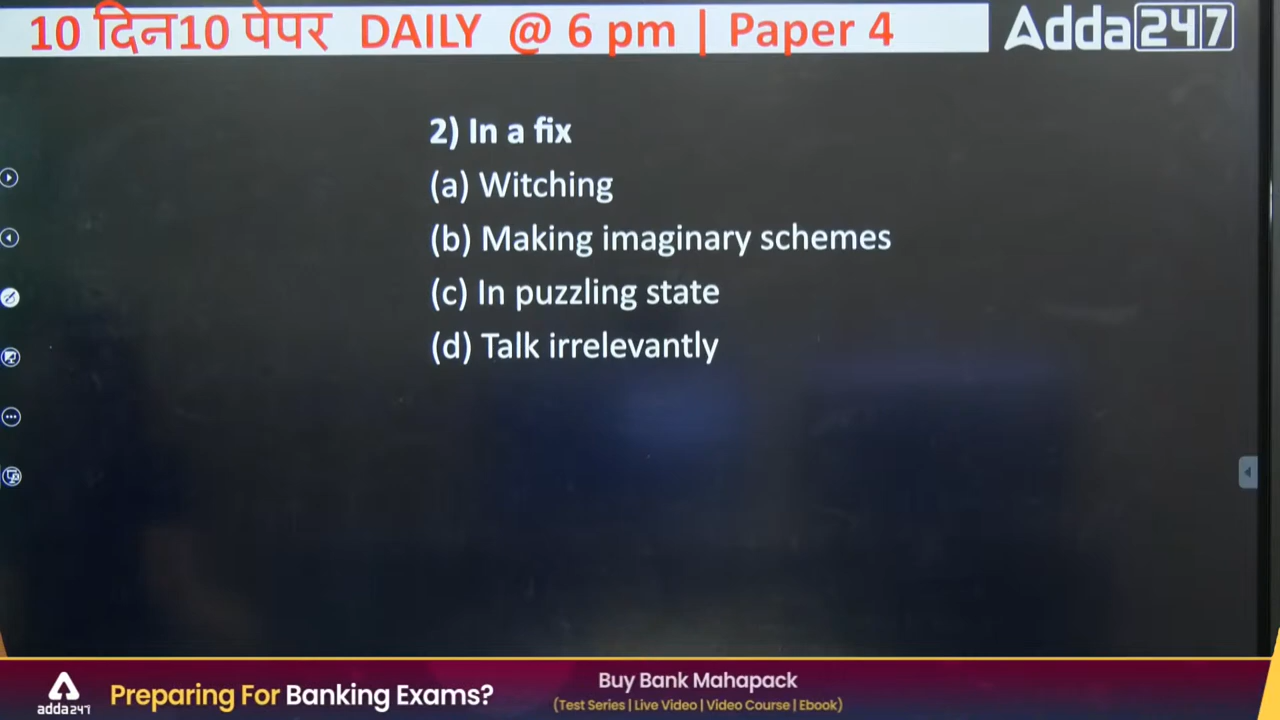 10 दिन10 पेपर DAILY @ 6 pm | Paper 4
Adda247
2) In a fix
(a) Witching
(b) Making imaginary schemes
(c) In puzzling state
(d) Talk irrelevantly
adda247
Preparing For Banking Exams?
Buy Bank Mahapack
(Test Series | Live Video | Video Course | Ebook)